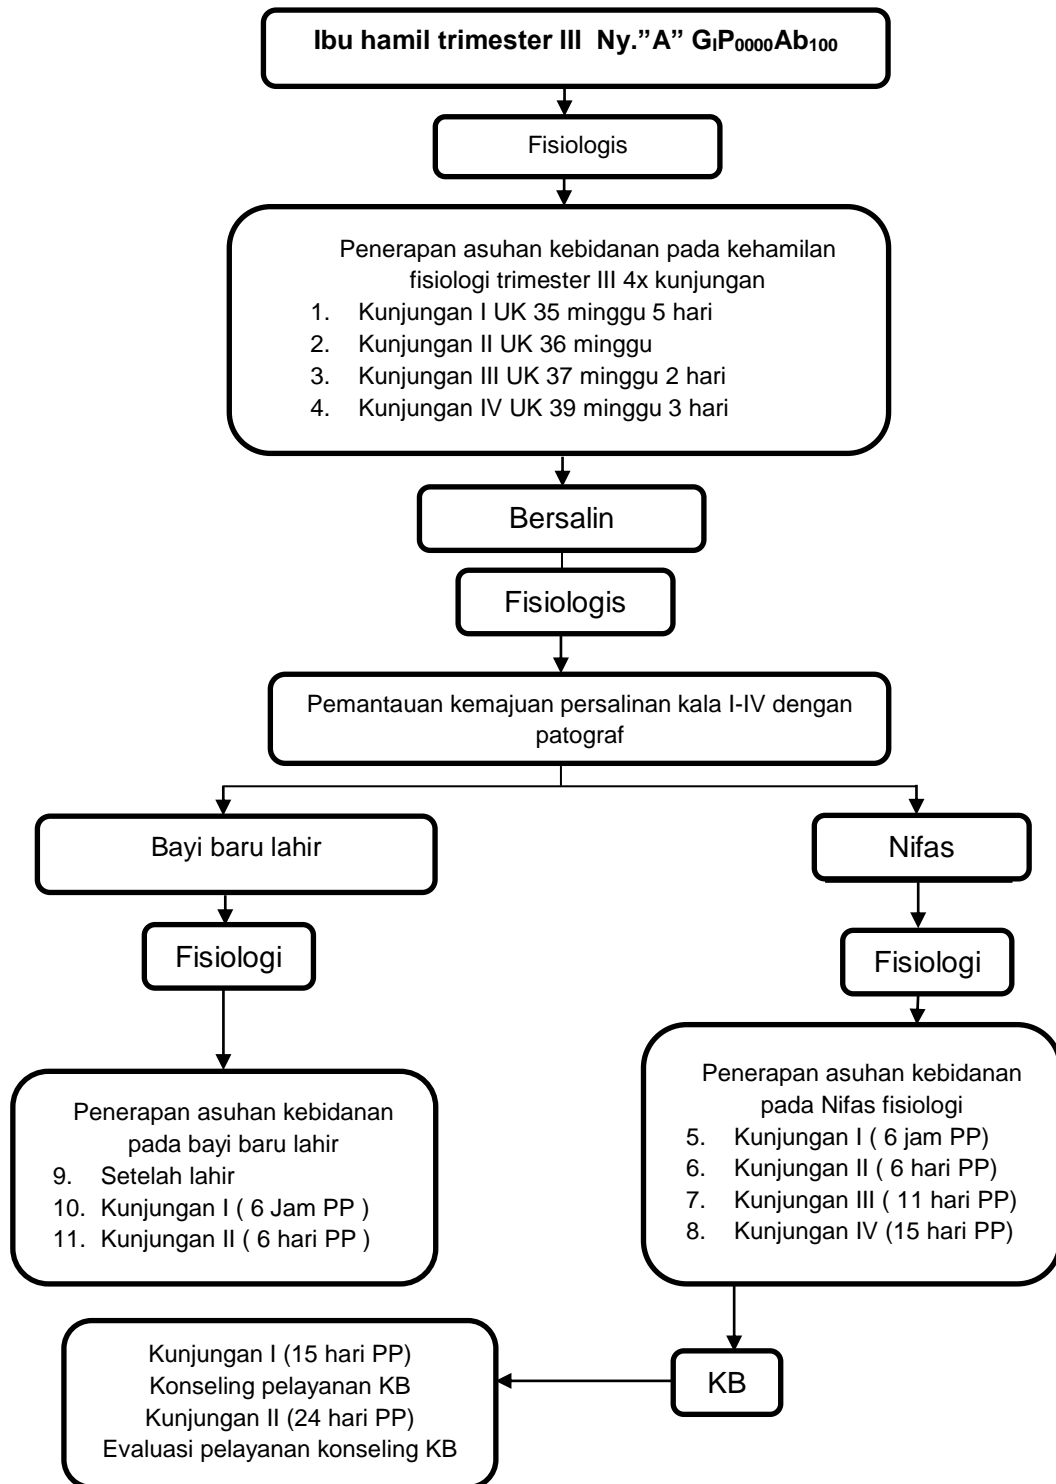 Ibu hamil trimester III Ny.”A” GIP0000Ab100
Fisiologis
Penerapan asuhan kebidanan pada kehamilan
fisiologi trimester III 4x kunjungan
1. Kunjungan I UK 35 minggu 5 hari
2. Kunjungan II UK 36 minggu
3. Kunjungan III UK 37 minggu 2 hari
4. Kunjungan IV UK 39 minggu 3 hari
Bersalin
Fisiologis
Pemantauan kemajuan persalinan kala I-IV dengan
patograf
Bayi baru lahir
Fisiologi
Penerapan asuhan kebidanan
pada bayi baru lahir
9. Setelah lahir
10. Kunjungan I ( 6 Jam PP )
11. Kunjungan II ( 6 hari PP )
Nifas
Fisiologi
Penerapan asuhan kebidanan
pada Nifas fisiologi
5. Kunjungan I ( 6 jam PP)
6. Kunjungan II ( 6 hari PP)
7. Kunjungan III ( 11 hari PP)
8. Kunjungan IV (15 hari PP)
KB
Kunjungan I (15 hari PP)
Konseling pelayanan KB
Kunjungan II (24 hari PP)
Evaluasi pelayanan konseling KB